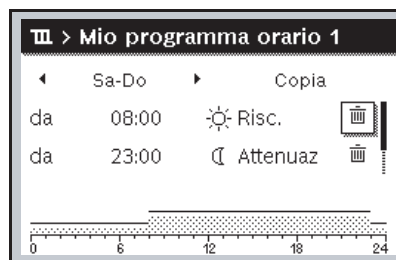 > Mio programma orario 1
Sa-Do Copia
da 08:00 Risc.
da 23:00 Attenuaz
0 6 12 18 24